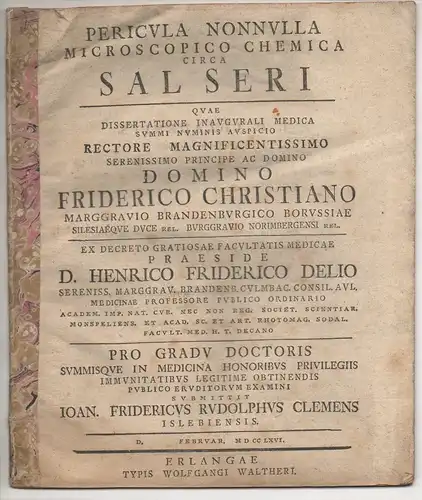 PERICVLA NONNVLLA
MICROSCOPICO CHEMICA
CIRCA
SAL SERI
QVAE
DISSERTATIONE INAVGVRALI MEDICA
SVMMI NVMINIS AVSPICIO
RECTORE MAGNIFICENTISSIMO
SERENISSIMO PRINCIPE AC DOMINO
DOMINO
FRIDERICO CHRISTIANO
MARGGRAVIO BRANDENBVRGICO BORVSSIAE
SILESIAEQVE DVCE REL. BVRGGRAVIO NORIMBERGENSI REL.
EX DECRETO GRATIOSAE FACVLTATIS MEDICAE
PRAESIDE
D. HENRICO FRIDERICO DELIO
SERENISS. MARGGRAV. BRANDENB. CVLMBAC. CONSIL. AVL.
MEDICINAE PROFESSORE PVBLICO ORDINARIO
ACADEM. IMP. NAT. CVR. NEC NON REG. SOCIET. SCIENTIAR.
MONSPELIENS. ET ACAD. SC. ET ART. RHOTOMAG. SODAL.
FACVLT. MED. H. T. DECANO
PRO GRADV DOCTORIS
SVMMISQVE IN MEDICINA HONORIBVS PRIVILEGIIS
IMMVNITATIBVS LEGITIME OBTINENDIS
PVBLICO ERVDITORVM EXAMINI
SVBMITTIT
IOAN. FRIDERICVS RVDOLPHVS CLEMENS
ISLEBIENSIS.
D. FEBRVAR. MDCCLXVI.
ERLANGAE
TYPIS WOLFGANGI WALTHERI.